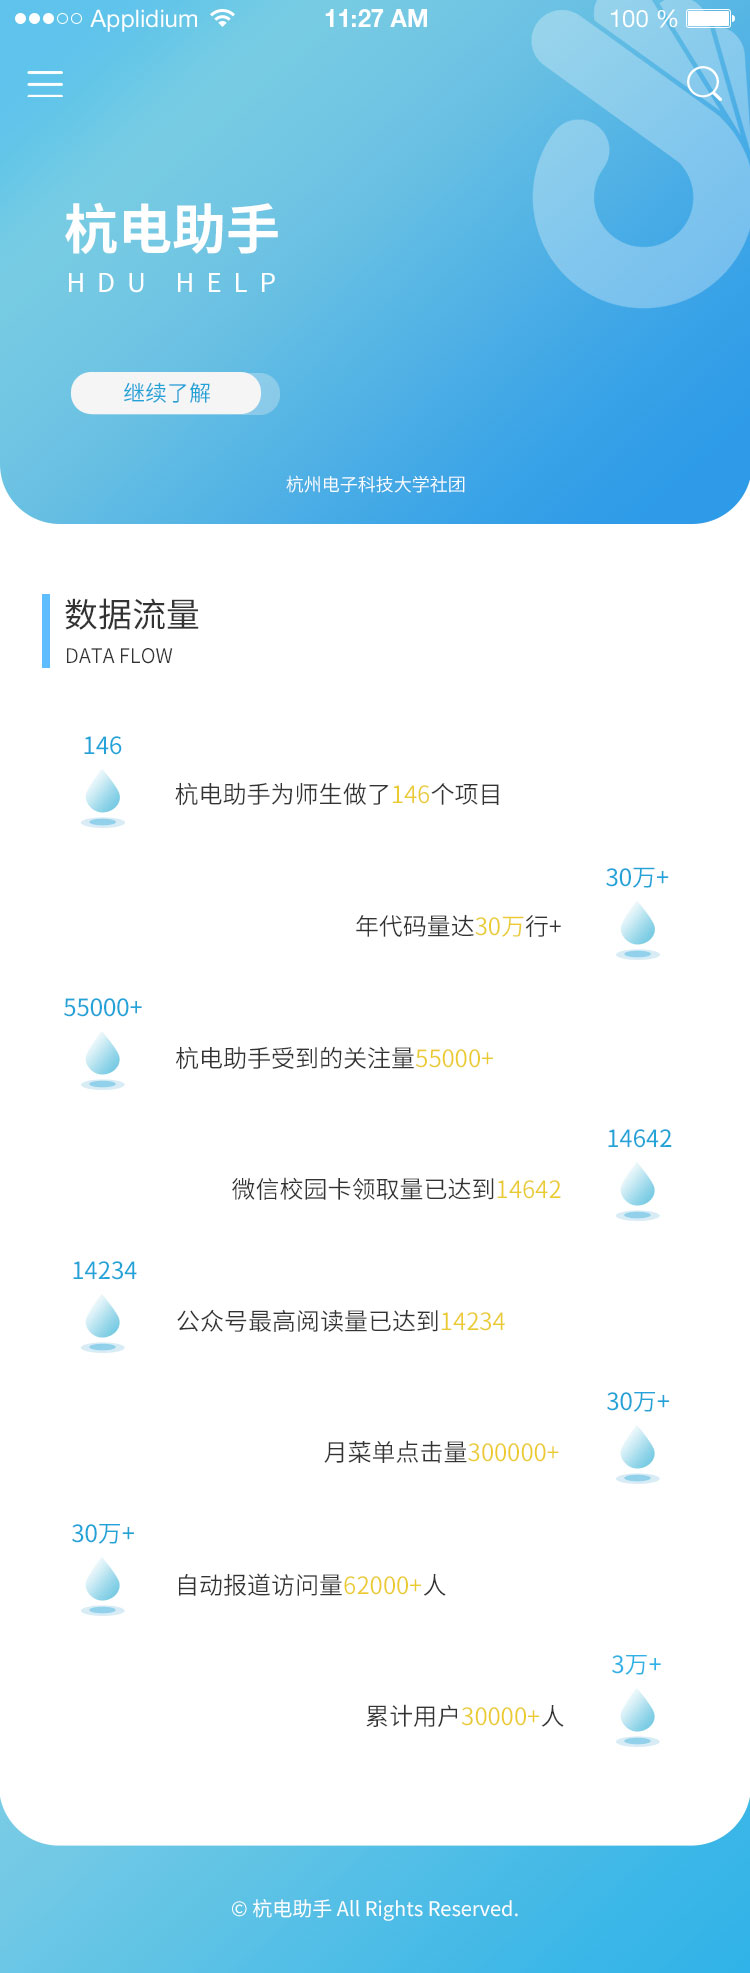 Applidium 11:27 AM 100 %
杭电助手
HDU HELP
继续了解
杭州电子科技大学社团
数据流量
DATA FLOW
146
杭电助手为师生做了146个项目
30万+
年代码量达30万行+
55000+
杭电助手受到的关注量55000+
14642
微信校园卡领取量已达到14642
14234
公众号最高阅读量已达到14234
30万+
月菜单点击量300000+
30万+
自动报道访问量62000+人
3万+
累计用户30000+人
© 杭电助手 All Rights Reserved.